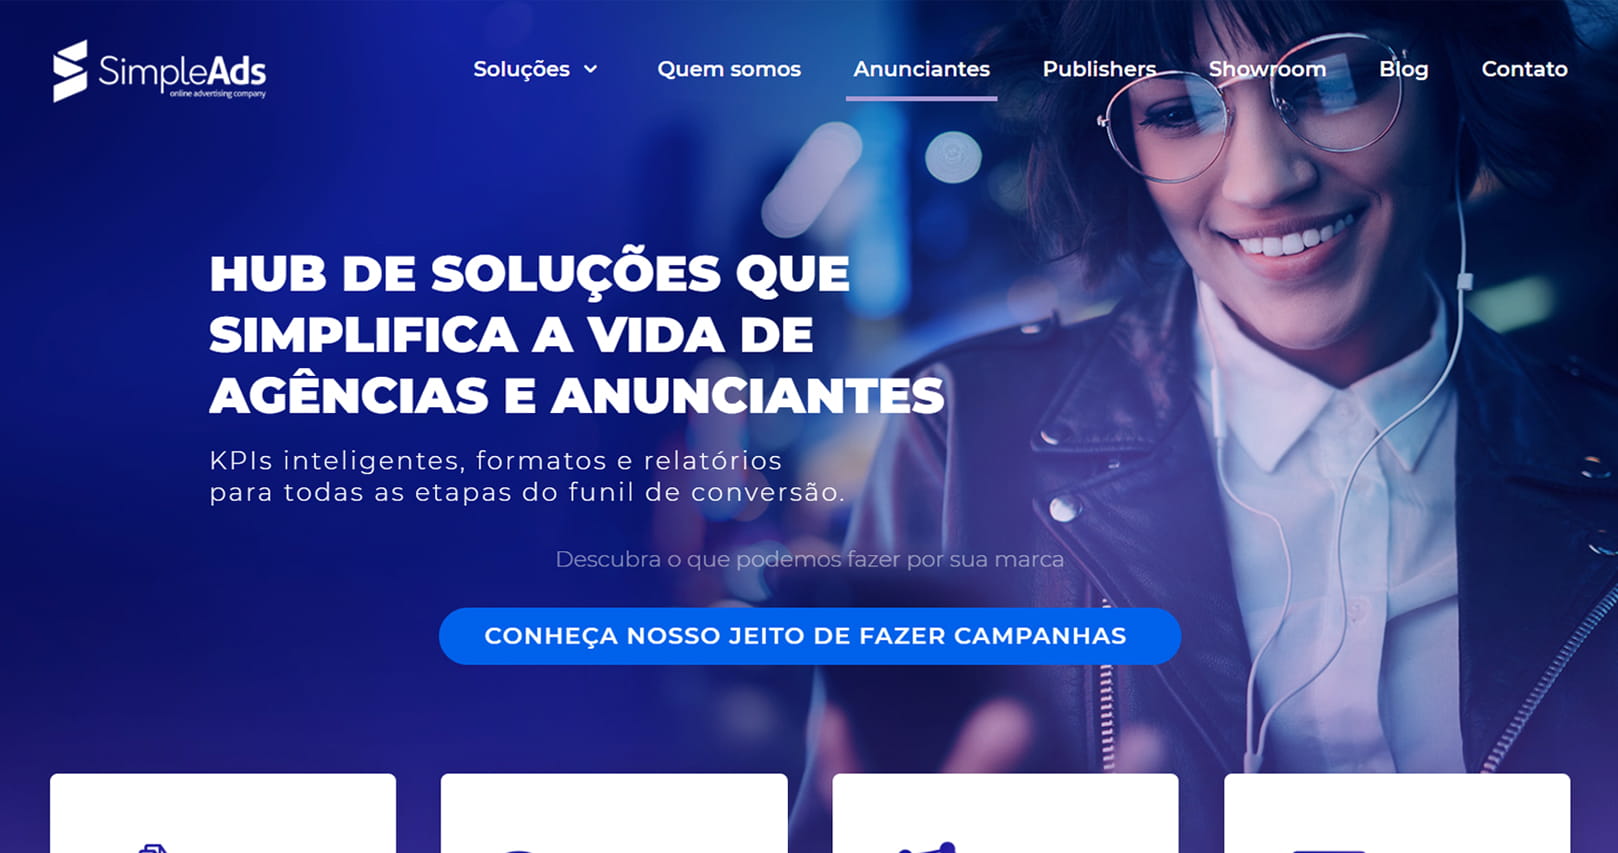 SimpleAds
online advertising company
Soluções
Quem somos
Anunciantes
Publishers
Showroom
Blog
Contato
HUB DE SOLUÇÕES QUE
SIMPLIFICA A VIDA DE
AGÊNCIAS E ANUNCIANTES
KPIs inteligentes, formatos e relatórios
para todas as etapas do funil de conversão.
Descubra o que podemos fazer por sua marca
CONHEÇA NOSSO JEITO DE FAZER CAMPANHAS